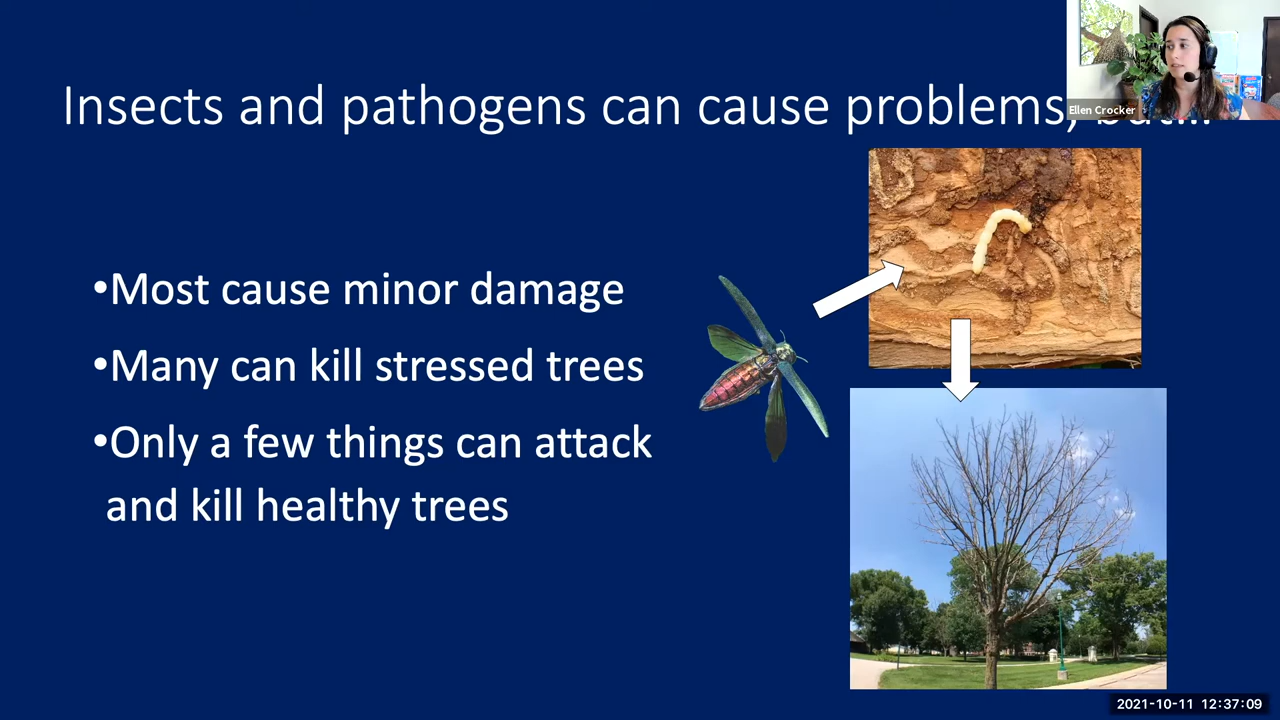 Insects and pathogens can cause problems, but...
Ellen Crocker
•Most cause minor damage
•Many can kill stressed trees
•Only a few things can attack
and kill healthy trees
2021-10-11 12:37:09